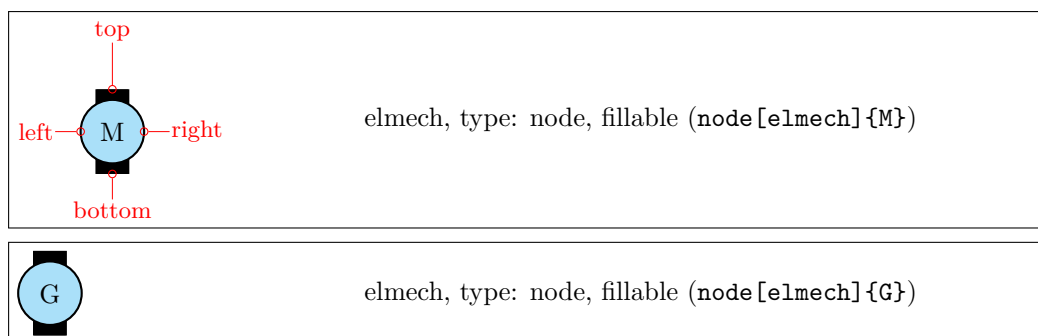 top
left
M
right
bottom
elmech, type: node, fillable (node[elmech]{M})
G
elmech, type: node, fillable (node[elmech]{G})